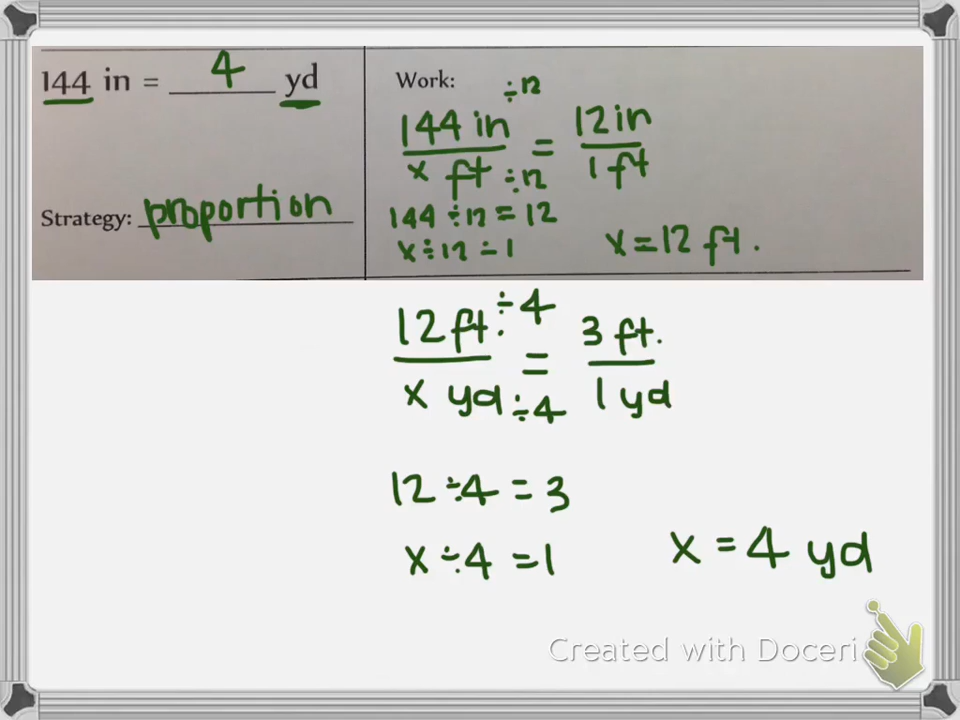 144 in = 4 yd
Strategy: proportion
Work:
÷12
144 in = 12in
x ft ÷12 1 ft
144 ÷12 = 12
x ÷ 12 = 1 x = 12 ft.
12 ft ÷4 = 3 ft.
x yd ÷4 1 yd
12 ÷4 = 3
x ÷ 4 = 1 x = 4 yd
Created with Doceri